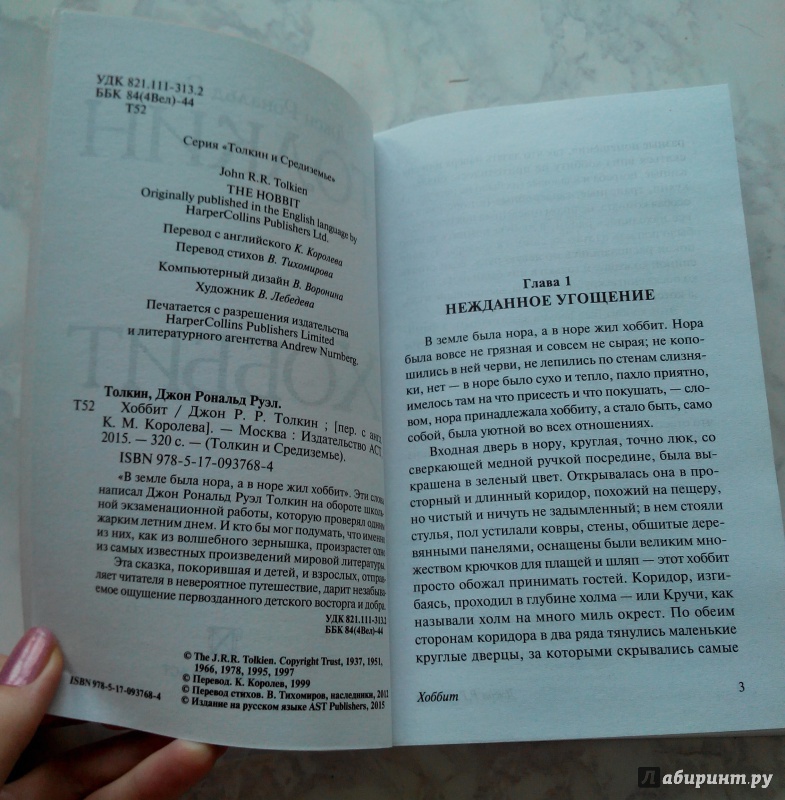 УДК 821.111-313.2
ББК 84(4Вел)-44
Т52
Серия «Толкин и Средиземье»
John R.R. Tolkien
THE HOBBIT
Originally published in the English language by
HarperCollins Publishers Ltd.
Перевод с английского К. Королева
Перевод стихов В. Тихомирова
Компьютерный дизайн В. Воронина
Художник В. Лебедева
Печатается с разрешения издательства
HarperCollins Publishers Limited
и литературного агентства Andrew Nurnberg.
Толкин, Джон Рональд Руэл.
Т52 Хоббит / Джон Р. Р. Толкин ; [пер. с англ.
К. М. Королева]. — Москва : Издательство АСТ,
2015. — 320 с. — (Толкин и Средиземье).
ISBN 978-5-17-093768-4
«В земле была нора, а в норе жил хоббит». Эти слова
написал Джон Рональд Руэл Толкин на обороте школь-
ной экзаменационной работы, которую проверял одним
жарким летним днем. И кто бы мог подумать, что именно
из них, как из волшебного зернышка, произрастет одно
из самых известных произведений мировой литературы.
Эта сказка, покорившая и детей, и взрослых, отправ-
ляет читателя в невероятное путешествие, дарит незабыва-
емое ощущение первозданного детского восторга и добра.
УДК 821.111-313.2
ББК 84(4Вел)-44
© The J.R.R. Tolkien. Copyright Trust, 1937, 1951,
1966, 1978, 1995, 1997
© Перевод. К. Королев, 1999
© Перевод стихов. В. Тихомиров, наследники, 2012
ISBN 978-5-17-093768-4 © Издание на русском языке AST Publishers, 2015
Глава 1
НЕЖДАННОЕ УГОЩЕНИЕ
В земле была нора, а в норе жил хоббит. Нора
была вовсе не грязная и совсем не сырая; не копо-
шились в ней черви, не лепились по стенам слизня-
ки, нет — в норе было сухо и тепло, пахло приятно,
имелось там на что присесть и что покушать, — сло-
вом, нора принадлежала хоббиту, а стало быть, само
собой, была уютной во всех отношениях.
Входная дверь в нору, круглая, точно люк, со
сверкающей медной ручкой посредине, была вы-
крашена в зеленый цвет. Открывалась она в про-
сторный и длинный коридор, похожий на пещеру,
но чистый и ничуть не задымленный; в нем стояли
стулья, пол устилали ковры, стены, обшитые дере-
вянными панелями, оснащены были великим мно-
жеством крючков для плащей и шляп — этот хоббит
просто обожал принимать гостей. Коридор, изги-
баясь, проходил в глубине холма — или Кручи, как
называли холм на много миль окрест. По обеим
сторонам коридора в два ряда тянулись маленькие
круглые дверцы, за которыми скрывались самые
Хоббит 3
Лабиринт.ру